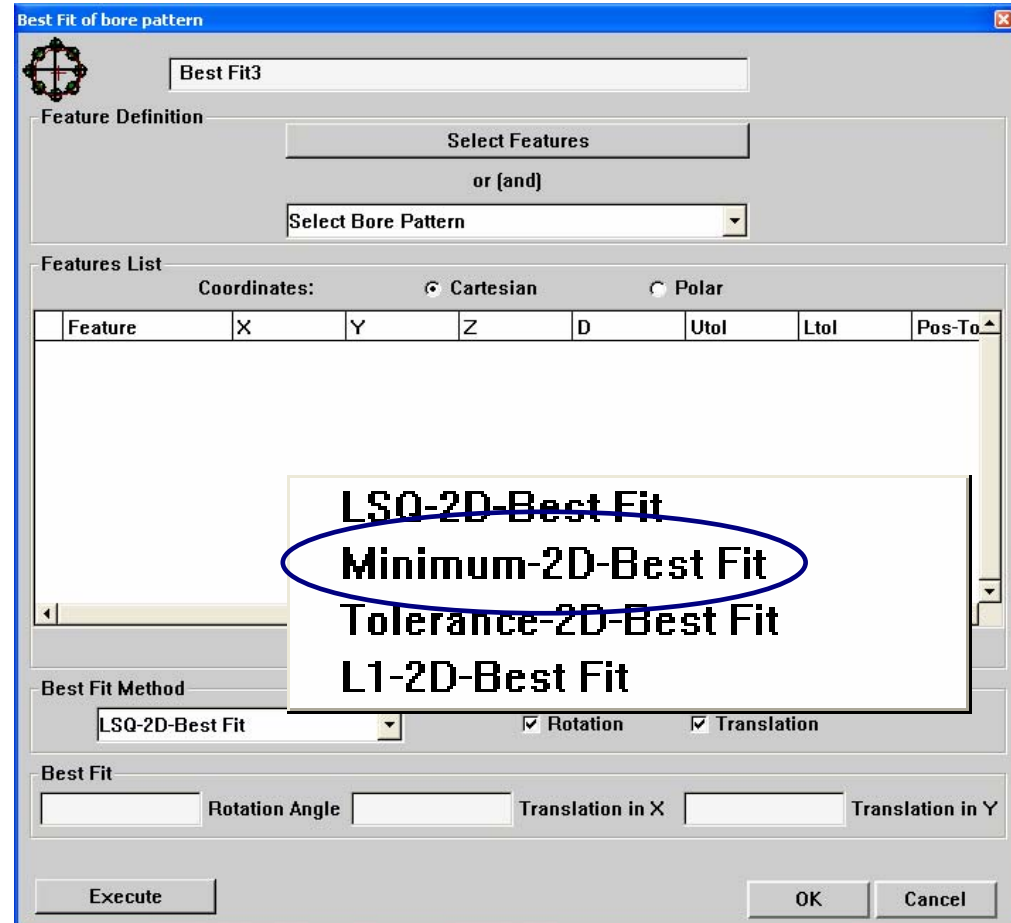 Best Fit of bore pattern
Best Fit3
Feature Definition
Select Features
or (and)
Select Bore Pattern
Features List
Coordinates: Cartesian Polar
Feature X Y Z D Utol Ltol Pos-To
LSQ-2D-Best Fit
Minimum-2D-Best Fit
Tolerance-2D-Best Fit
L1-2D-Best Fit
Best Fit Method
LSQ-2D-Best Fit Rotation Translation
Best Fit
Rotation Angle Translation in X Translation in Y
Execute OK Cancel